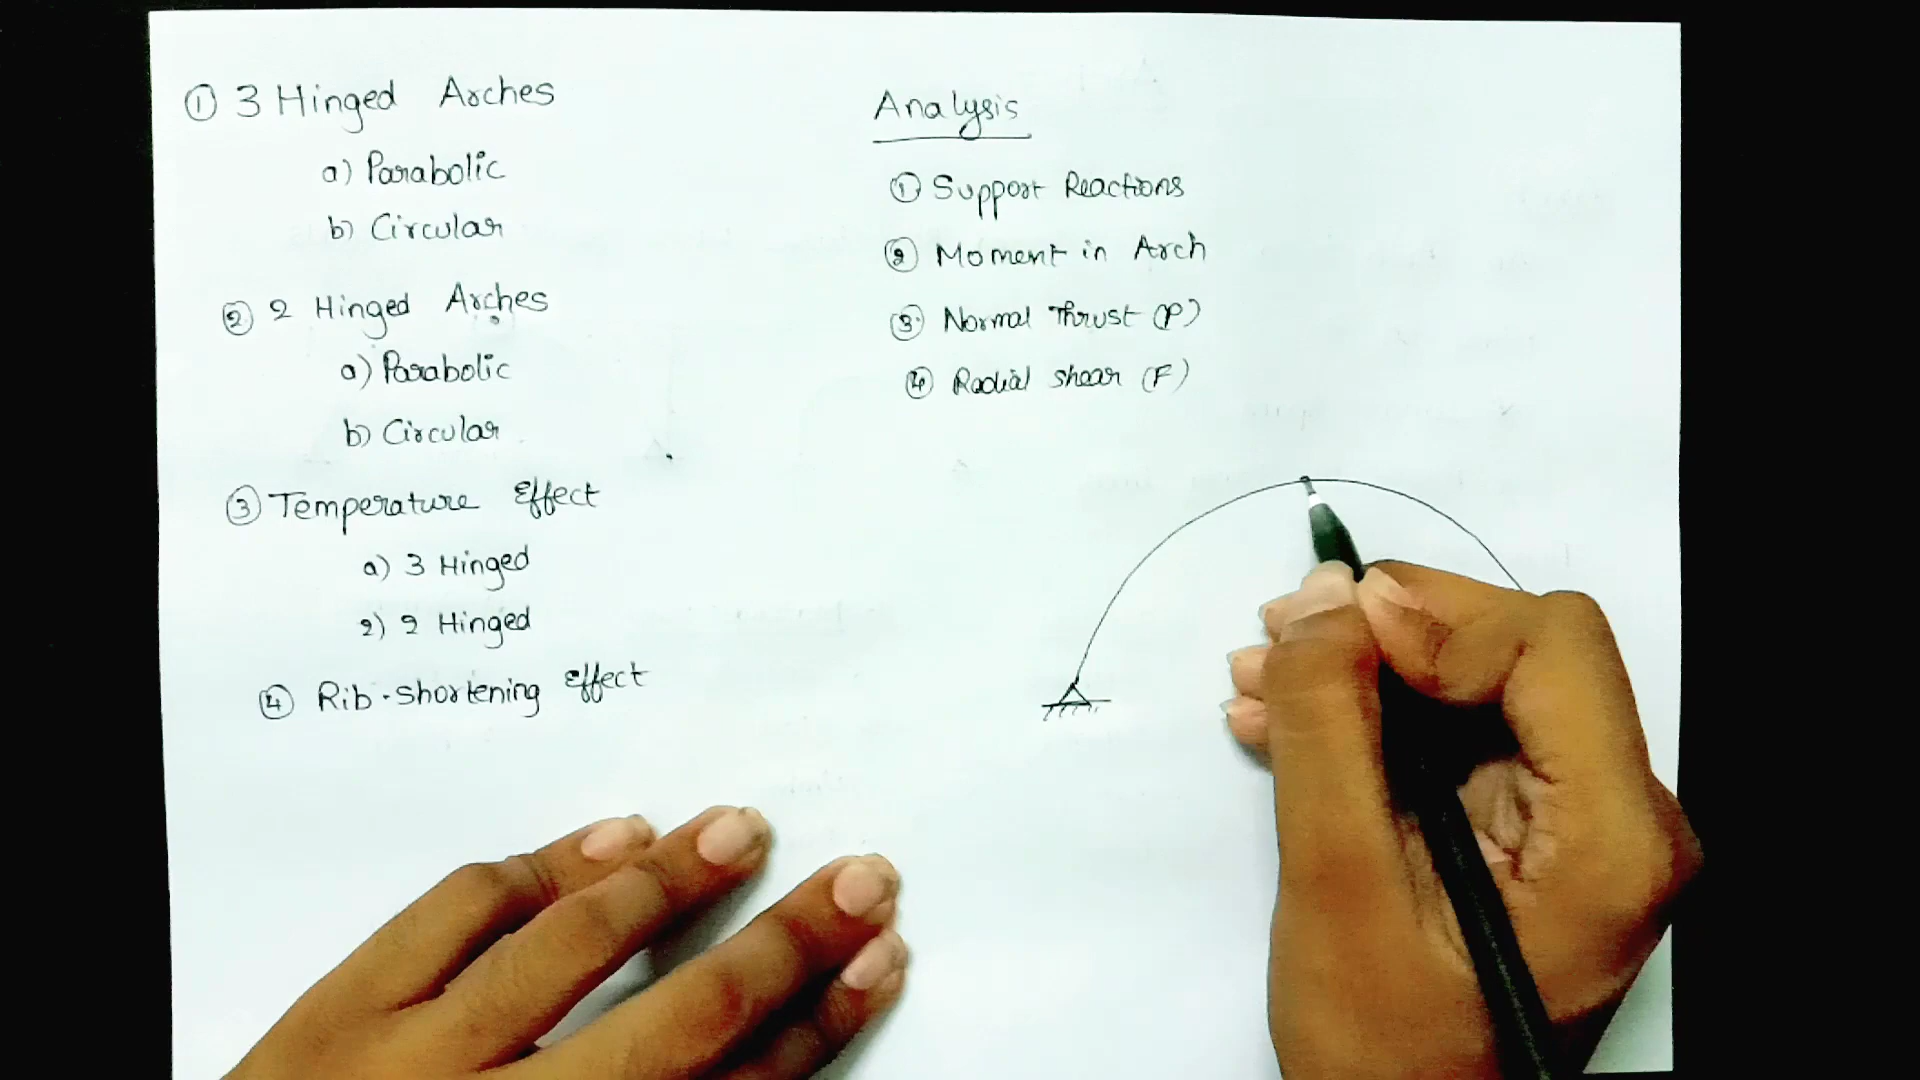 ① 3 Hinged Arches
a) Parabolic
b) Circular
② 2 Hinged Arches
a) Parabolic
b) Circular
③ Temperature Effect
a) 3 Hinged
2) 2 Hinged
④ Rib-shortening Effect
Analysis
① Support Reactions
② Moment in Arch
③ Normal Thrust (P)
④ Radial shear (F)